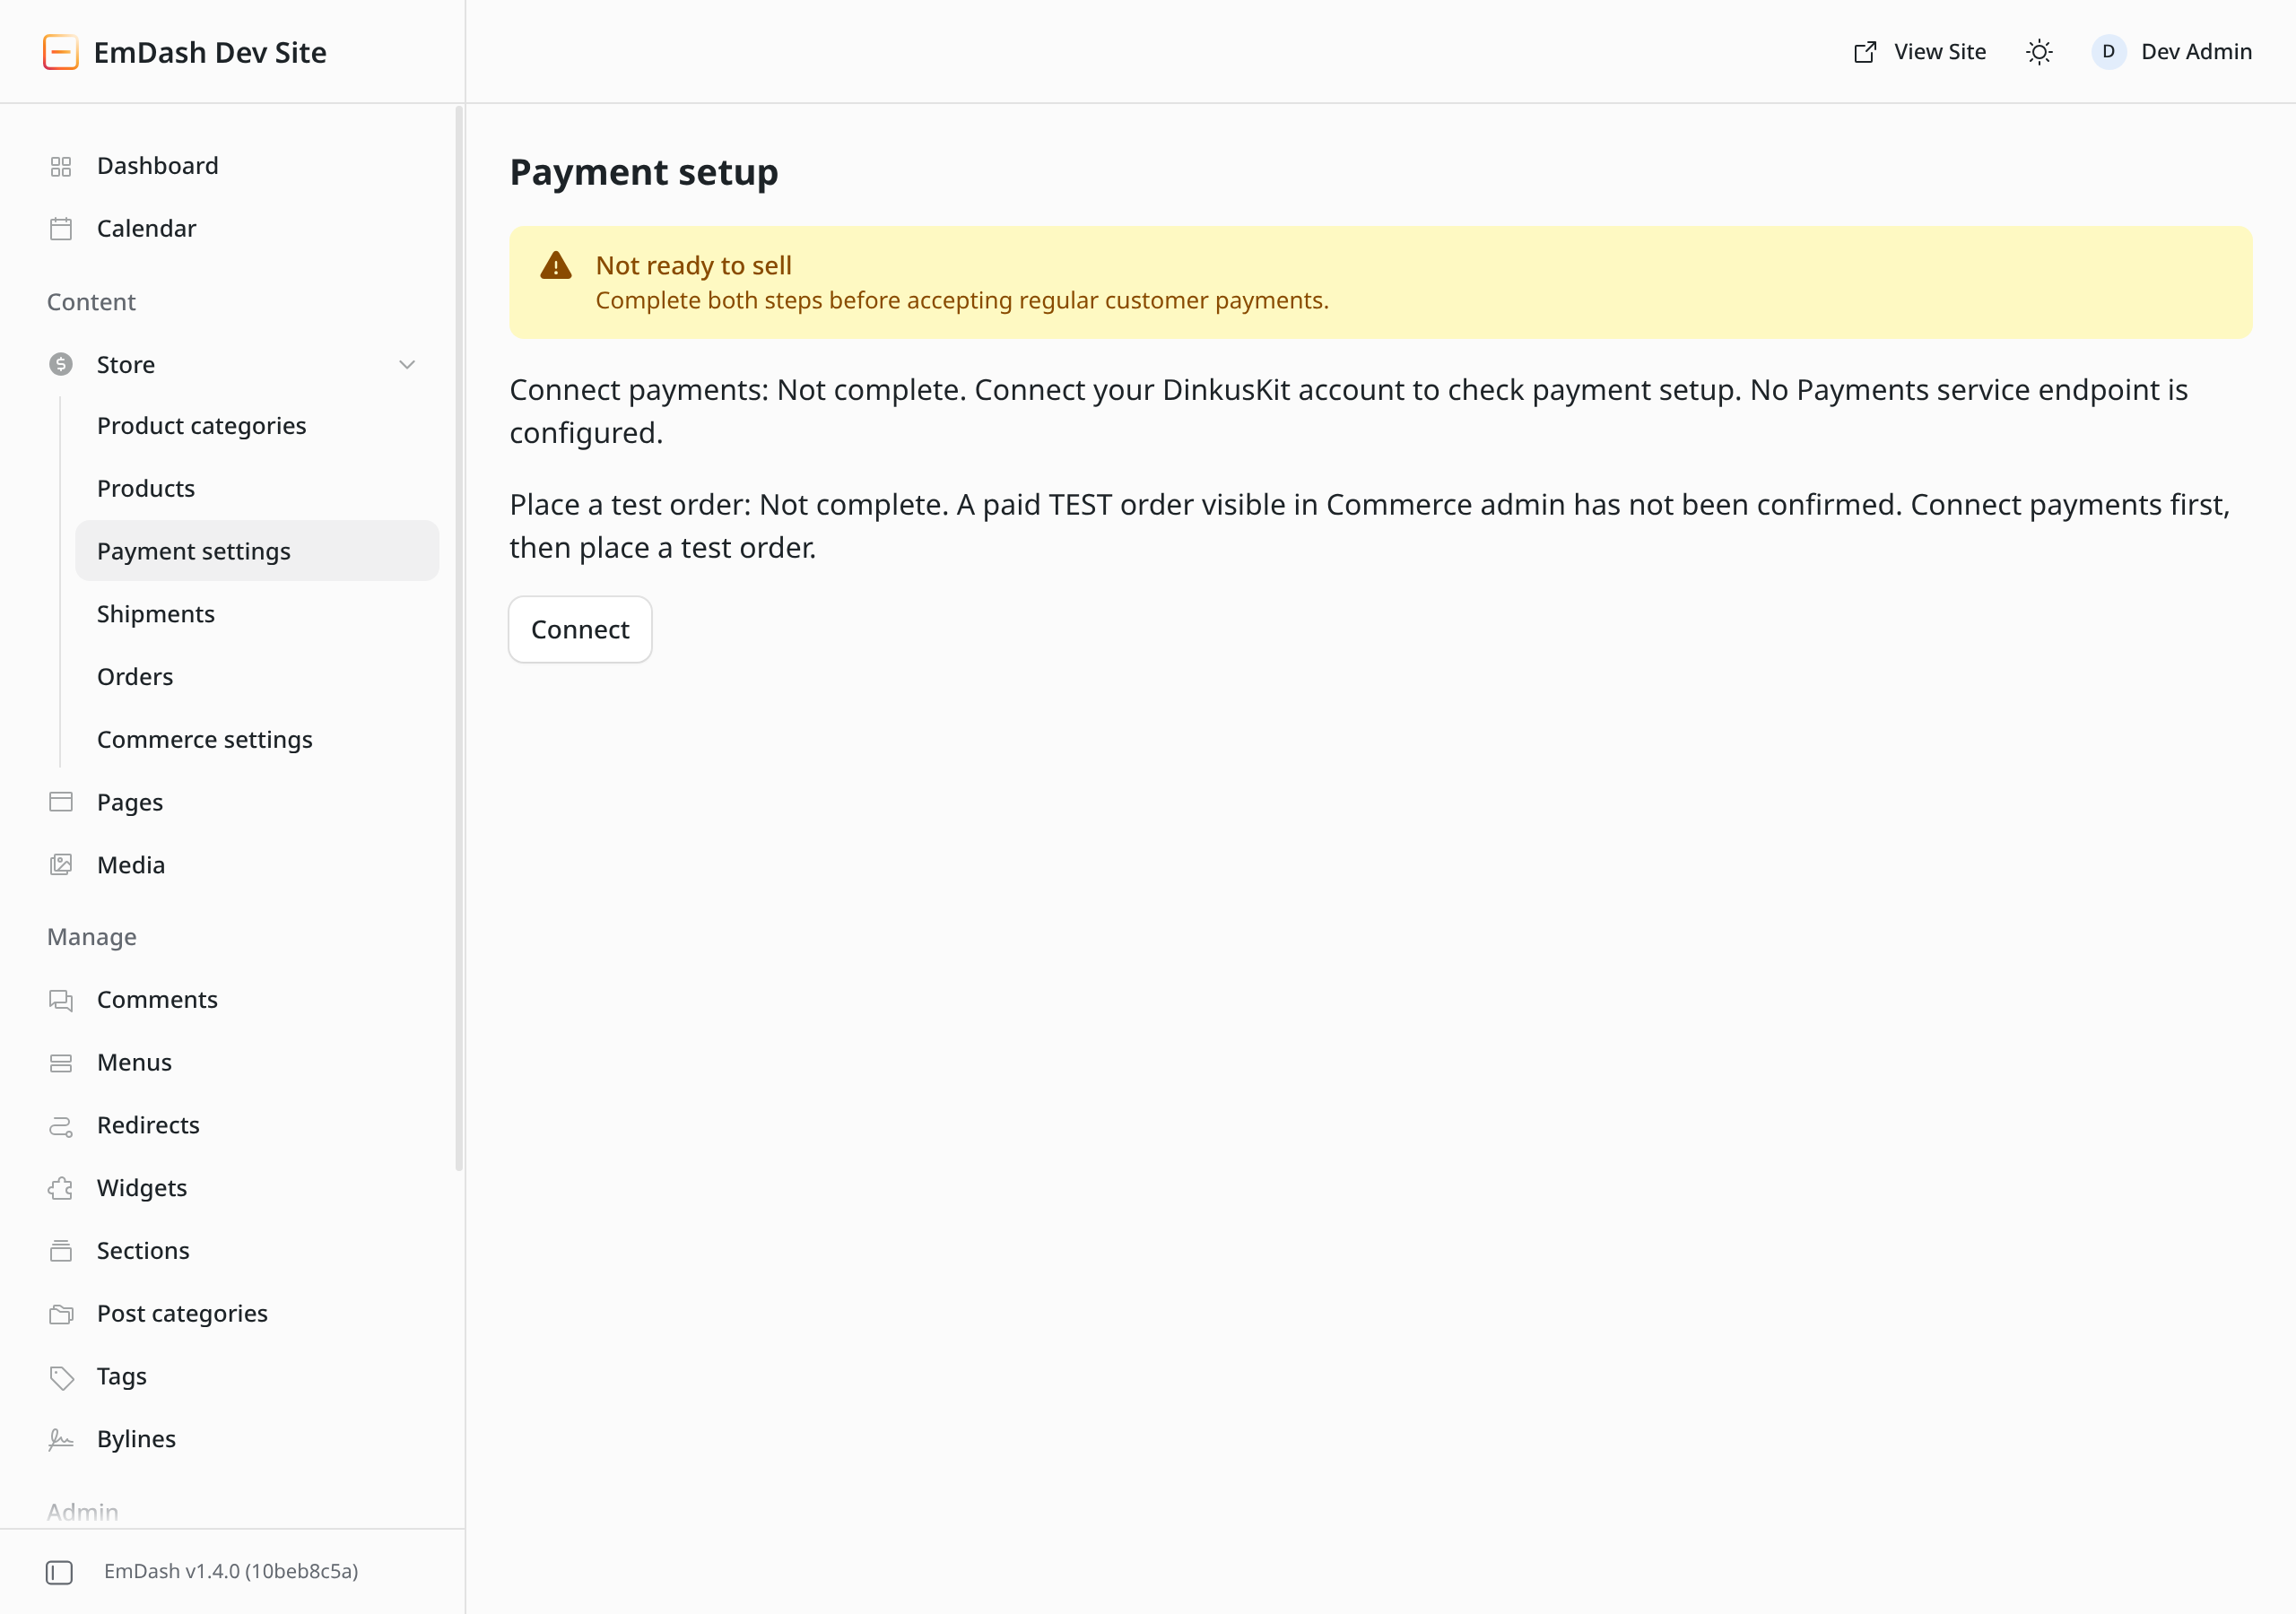 EmDash Dev Site
View Site
D
Dev Admin
Dashboard
Calendar
Content
Store
Product categories
Products
Payment settings
Shipments
Orders
Commerce settings
Pages
Media
Manage
Comments
Menus
Redirects
Widgets
Sections
Post categories
Tags
Bylines
Admin
EmDash v1.4.0 (10beb8c5a)
Payment setup
Not ready to sell
Complete both steps before accepting regular customer payments.
Connect payments: Not complete. Connect your DinkusKit account to check payment setup. No Payments service endpoint is
configured.
Place a test order: Not complete. A paid TEST order visible in Commerce admin has not been confirmed. Connect payments first,
then place a test order.
Connect